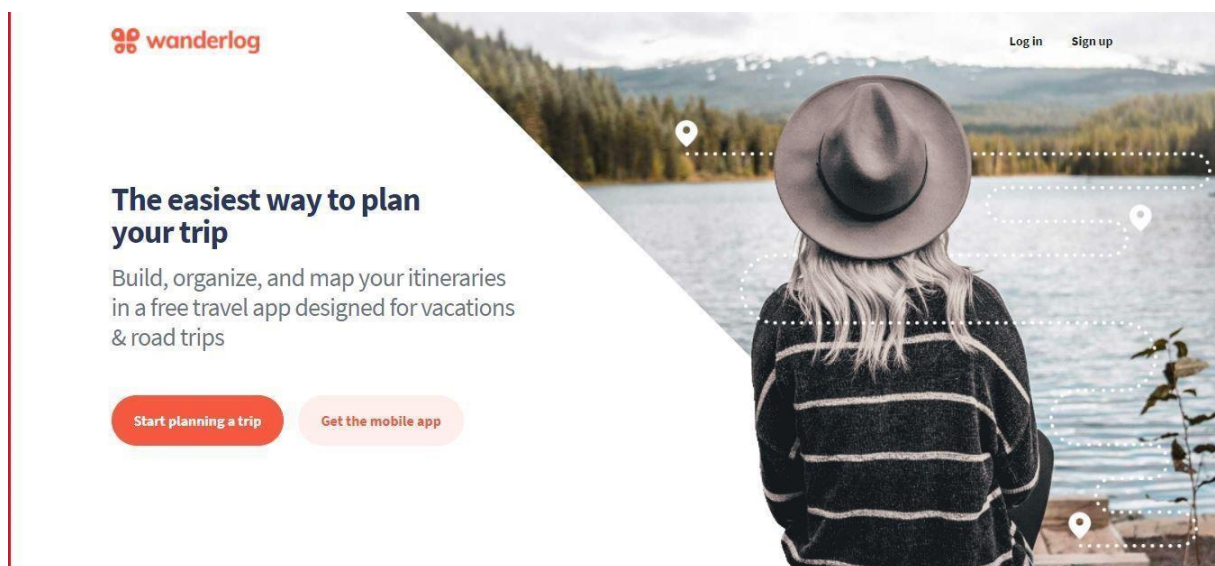 wanderlog
Log in
Sign up
The easiest way to plan
your trip
Build, organize, and map your itineraries
in a free travel app designed for vacations
& road trips
Start planning a trip
Get the mobile app